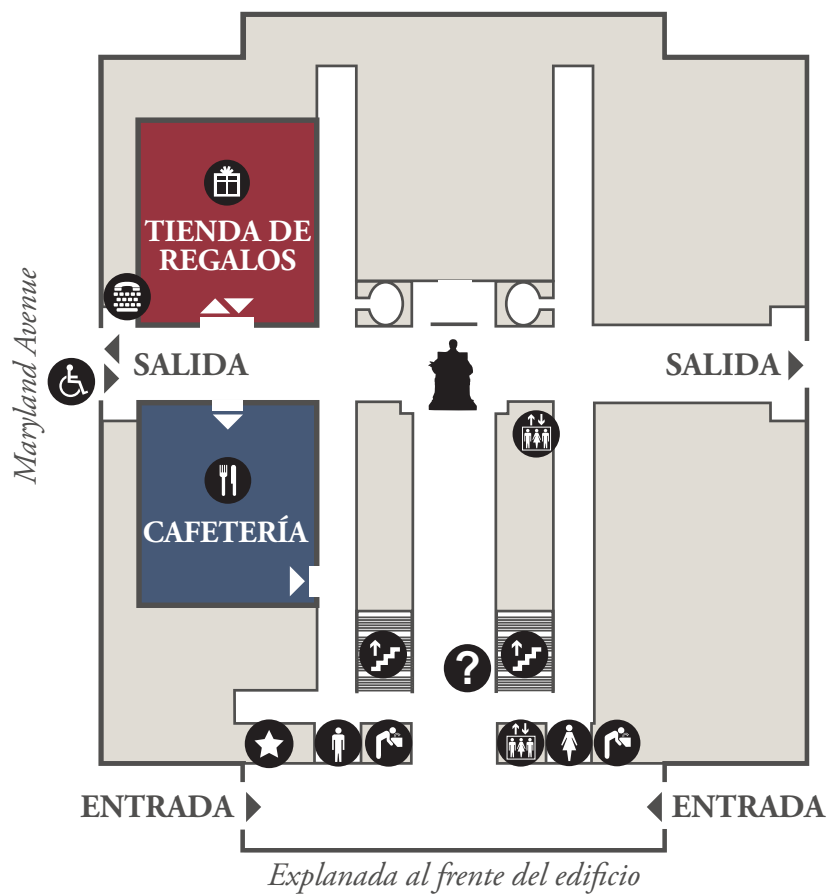 TIENDA DE
REGALOS
Maryland Avenue
SALIDA
SALIDA
CAFETERÍA
?
ENTRADA
ENTRADA
Explanada al frente del edificio